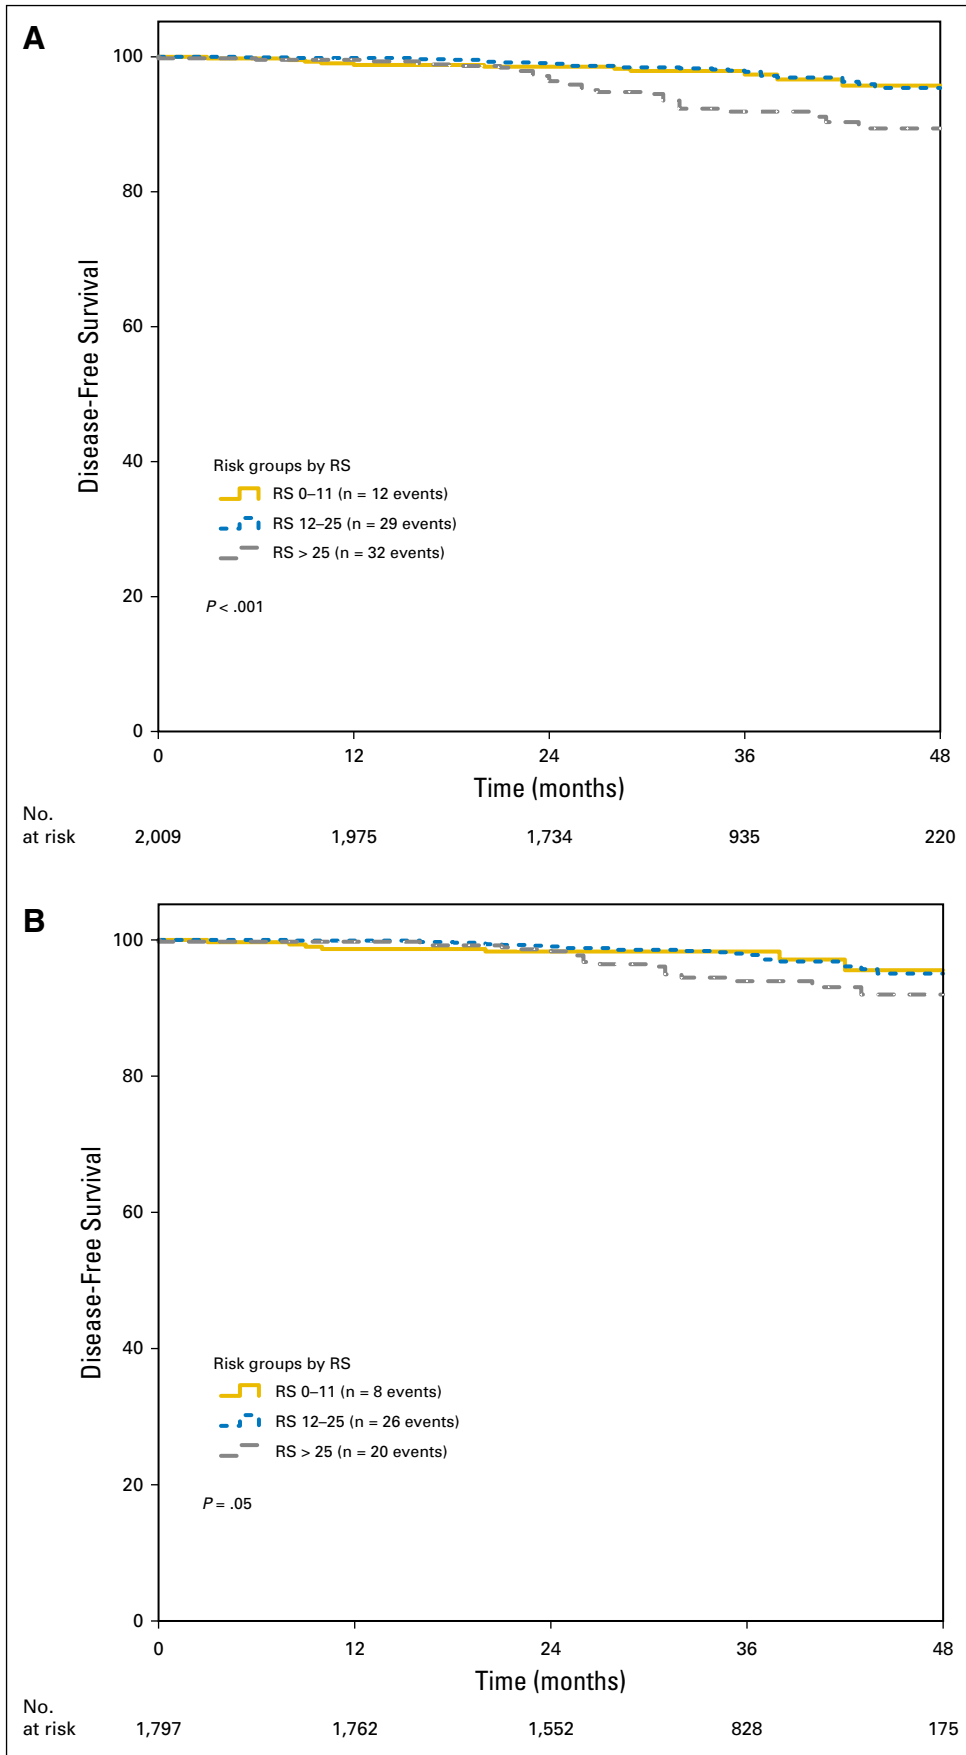 A
100
80
60
40
20
0
Disease-Free Survival
Risk groups by RS
RS 0–11 (n = 12 events)
RS 12–25 (n = 29 events)
RS > 25 (n = 32 events)
P < .001
0 12 24 36 48
Time (months)
No.
at risk 2,009 1,975 1,734 935 220
B
100
80
60
40
20
0
Disease-Free Survival
Risk groups by RS
RS 0–11 (n = 8 events)
RS 12–25 (n = 26 events)
RS > 25 (n = 20 events)
P = .05
0 12 24 36 48
Time (months)
No.
at risk 1,797 1,762 1,552 828 175